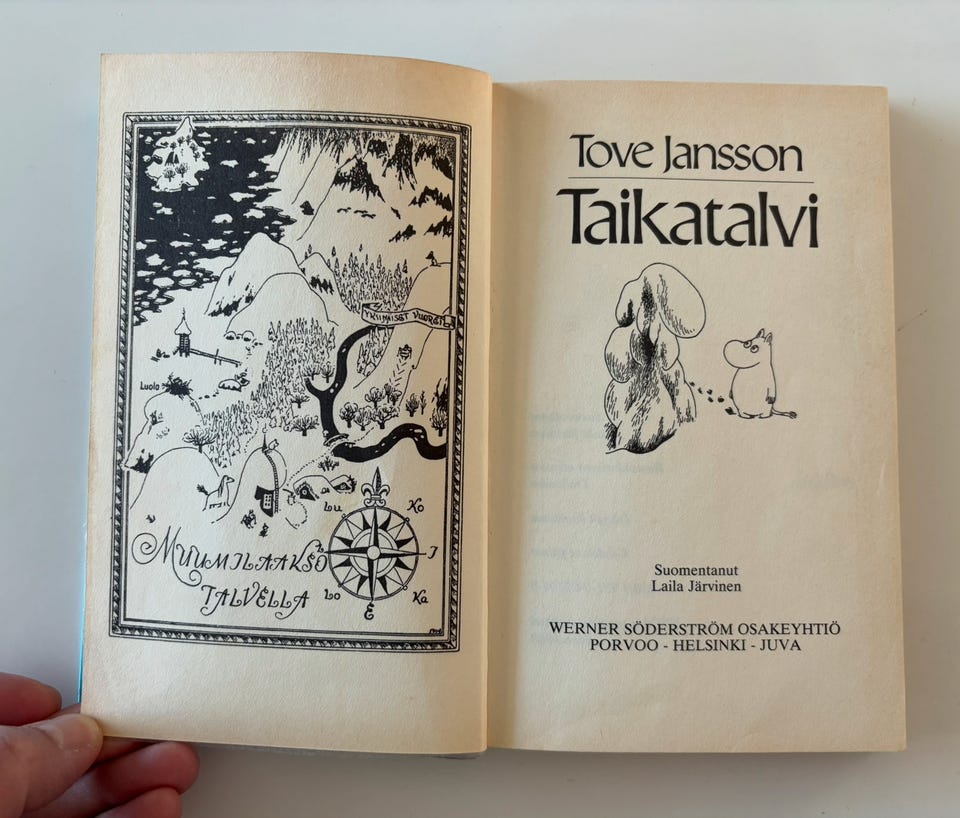 YKSINÄISET VUORET
Luola
Lu
Ko
I
MUUMILAAKSO
TALVELLA
Lo
Ka
E
Tove Jansson
Taikatalvi
Suomentanut
Laila Järvinen
WERNER SÖDERSTRÖM OSAKEYHTIÖ
PORVOO - HELSINKI - JUVA